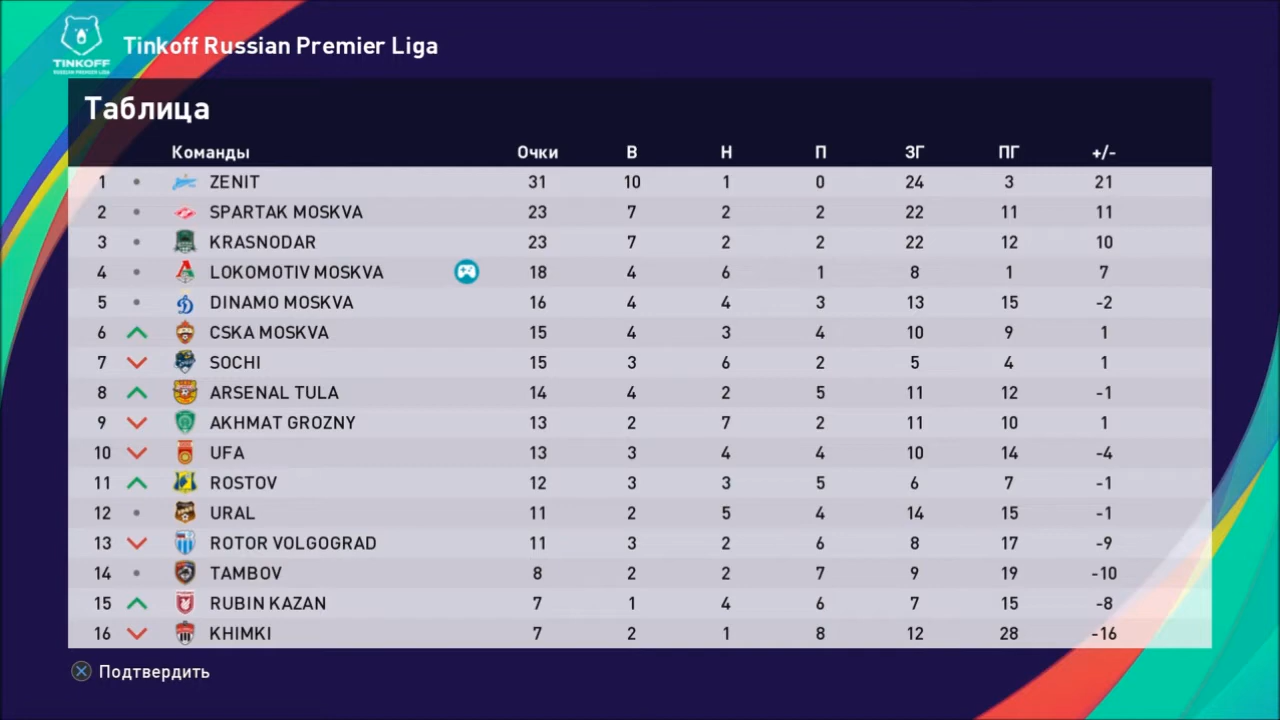 TINKOFF
RUSSIAN PREMIER LIGA
Tinkoff Russian Premier Liga
Таблица
Команды Очки В Н П ЗГ ПГ +/-
1 ZENIT 31 10 1 0 24 3 21
2 SPARTAK MOSKVA 23 7 2 2 22 11 11
3 KRASNODAR 23 7 2 2 22 12 10
4 LOKOMOTIV MOSKVA 18 4 6 1 8 1 7
5 DINAMO MOSKVA 16 4 4 3 13 15 -2
6 CSKA MOSKVA 15 4 3 4 10 9 1
7 SOCHI 15 3 6 2 5 4 1
8 ARSENAL TULA 14 4 2 5 11 12 -1
9 AKHMAT GROZNY 13 2 7 2 11 10 1
10 UFA 13 3 4 4 10 14 -4
11 ROSTOV 12 3 3 5 6 7 -1
12 URAL 11 2 5 4 14 15 -1
13 ROTOR VOLGOGRAD 11 3 2 6 8 17 -9
14 TAMBOV 8 2 2 7 9 19 -10
15 RUBIN KAZAN 7 1 4 6 7 15 -8
16 KHIMKI 7 2 1 8 12 28 -16
Подтвердить